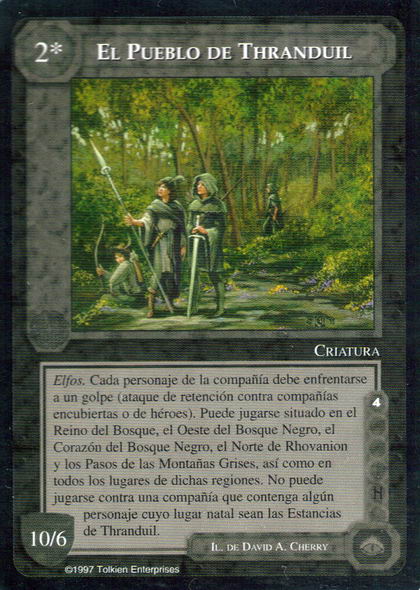 2*
EL PUEBLO DE THRANDUIL
CRIATURA
Elfos. Cada personaje de la compañía debe enfrentarse
a un golpe (ataque de retención contra compañías
encubiertas o de héroes). Puede jugarse situado en el
Reino del Bosque, el Oeste del Bosque Negro, el
Corazón del Bosque Negro, el Norte de Rhovanion
y los Pasos de las Montañas Grises, así como en
todos los lugares de dichas regiones. No puede
jugarse contra una compañía que contenga algún
personaje cuyo lugar natal sean las Estancias
de Thranduil.
4
10/6
IL. DE DAVID A. CHERRY
©1997 Tolkien Enterprises